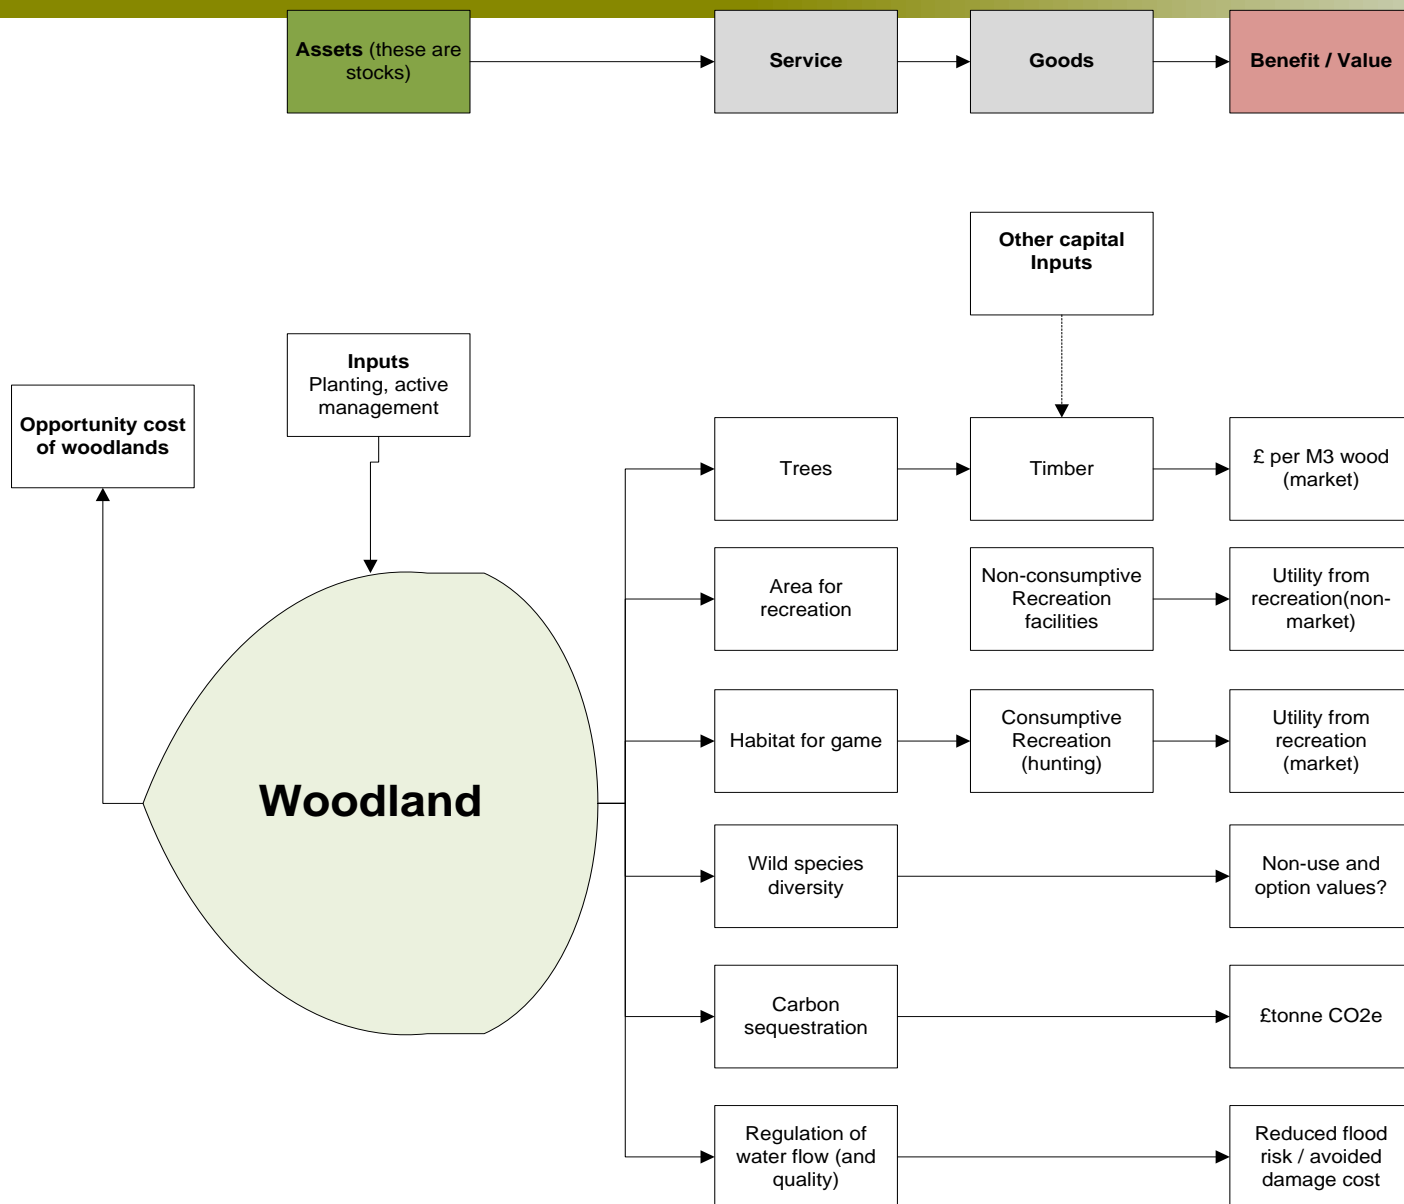 Assets (these are
stocks)
Service
Goods
Benefit / Value
Other capital
Inputs
Inputs
Planting, active
management
Opportunity cost
of woodlands
Trees
Timber
£ per M3 wood
(market)
Area for
recreation
Non-consumptive
Recreation
facilities
Utility from
recreation(non-
market)
Woodland
Habitat for game
Consumptive
Recreation
(hunting)
Utility from
recreation
(market)
Wild species
diversity
Non-use and
option values?
Carbon
sequestration
£tonne CO2e
Regulation of
water flow (and
quality)
Reduced flood
risk / avoided
damage cost